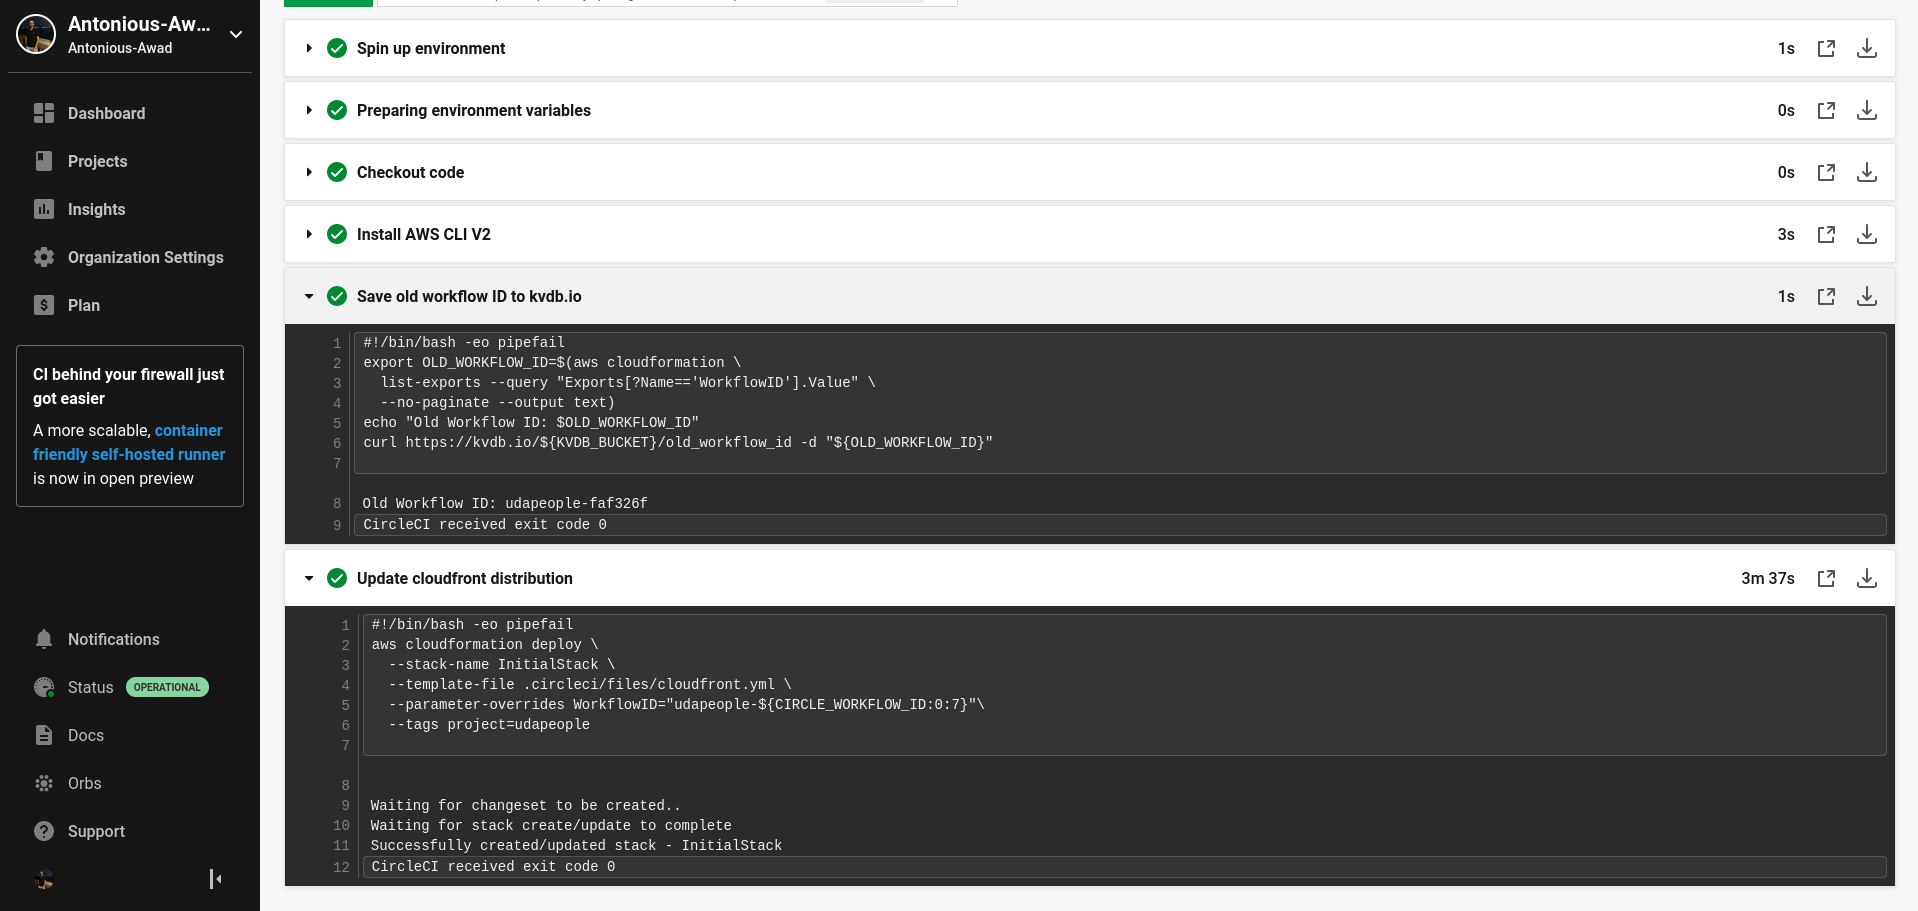 Antonious-Aw...
Antonious-Awad
Dashboard
Projects
Insights
Organization Settings
Plan
CI behind your firewall just
got easier
A more scalable, container
friendly self-hosted runner
is now in open preview
Notifications
Status OPERATIONAL
Docs
Orbs
Support
Spin up environment 1s
Preparing environment variables 0s
Checkout code 0s
Install AWS CLI V2 3s
Save old workflow ID to kvdb.io 1s
1 #!/bin/bash -eo pipefail
2 export OLD_WORKFLOW_ID=$(aws cloudformation \
3   list-exports --query "Exports[?Name=='WorkflowID'].Value" \
4   --no-paginate --output text)
5 echo "Old Workflow ID: $OLD_WORKFLOW_ID"
6 curl https://kvdb.io/${KVDB_BUCKET}/old_workflow_id -d "${OLD_WORKFLOW_ID}"
7
8 Old Workflow ID: udapeople-faf326f
9 CircleCI received exit code 0
Update cloudfront distribution 3m 37s
1 #!/bin/bash -eo pipefail
2 aws cloudformation deploy \
3   --stack-name InitialStack \
4   --template-file .circleci/files/cloudfront.yml \
5   --parameter-overrides WorkflowID="udapeople-${CIRCLE_WORKFLOW_ID:0:7}"\
6   --tags project=udapeople
7
8
9 Waiting for changeset to be created..
10 Waiting for stack create/update to complete
11 Successfully created/updated stack - InitialStack
12 CircleCI received exit code 0